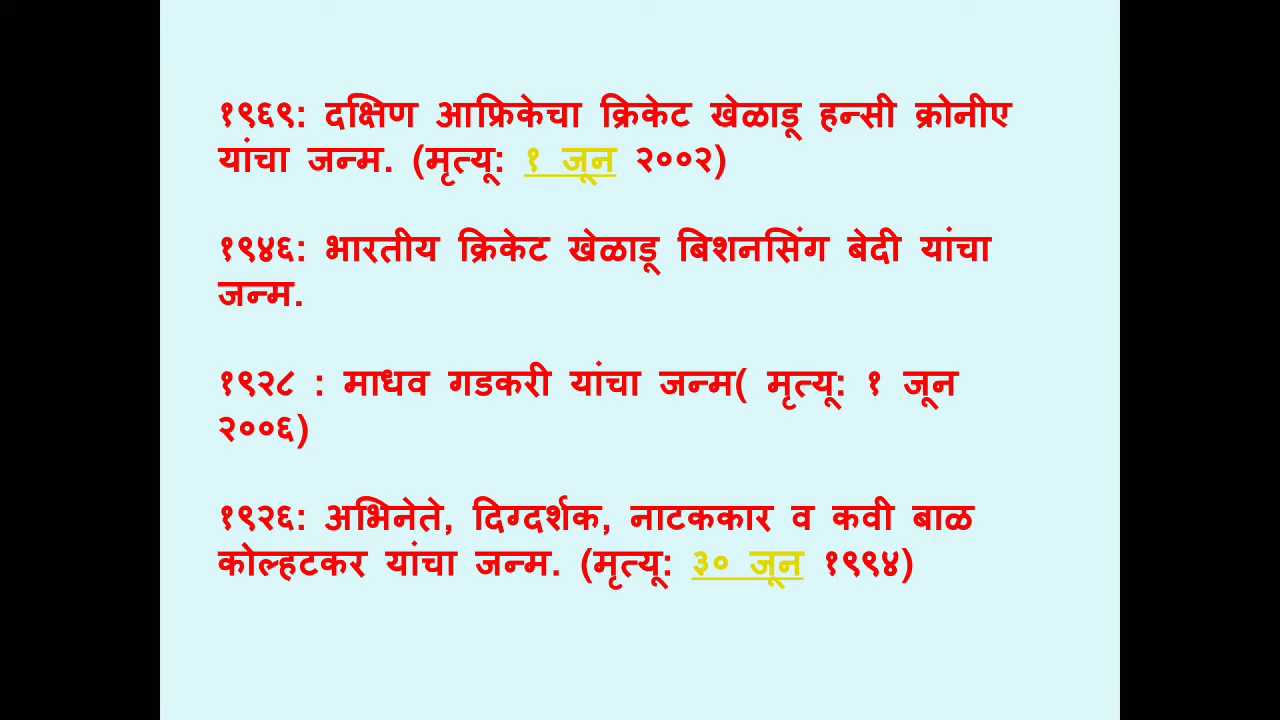 १९६९: दक्षिण आफ्रिकेचा क्रिकेट खेळाडू हन्सी क्रोनीए
यांचा जन्म. (मृत्यू: १ जून २००२)
१९४६: भारतीय क्रिकेट खेळाडू बिशनसिंग बेदी यांचा
जन्म.
१९२८ : माधव गडकरी यांचा जन्म( मृत्यू: १ जून
२००६)
१९२६: अभिनेते, दिग्दर्शक, नाटककार व कवी बाळ
कोल्हटकर यांचा जन्म. (मृत्यू: ३० जून १९९४)